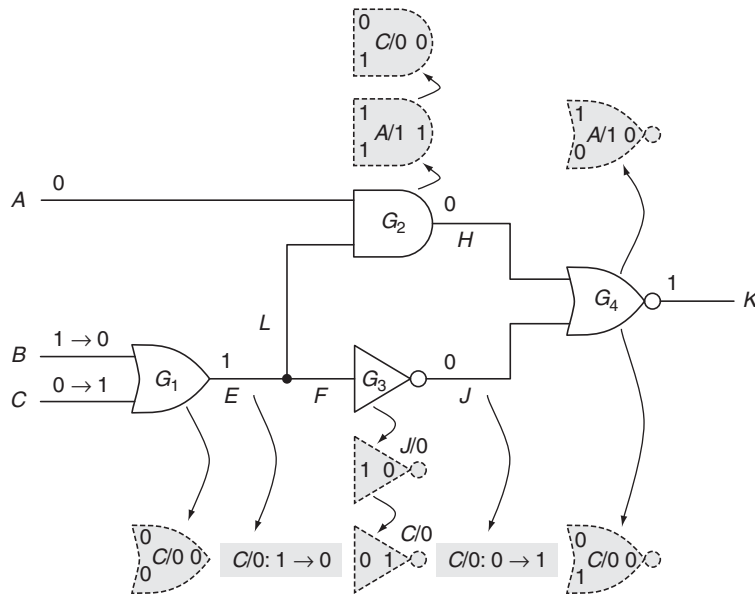 0
C/0 0
1
1
A/1 1
1
1
A/1 0
0
A 0
G2 0
H
G4 1 K
L
B 1 → 0
C 0 → 1
G1 1
E
F
G3 0
J
J/0
1 0
C/0
0
C/0 0
0
C/0: 1 → 0
0 1
C/0: 0 → 1
0
C/0 0
1